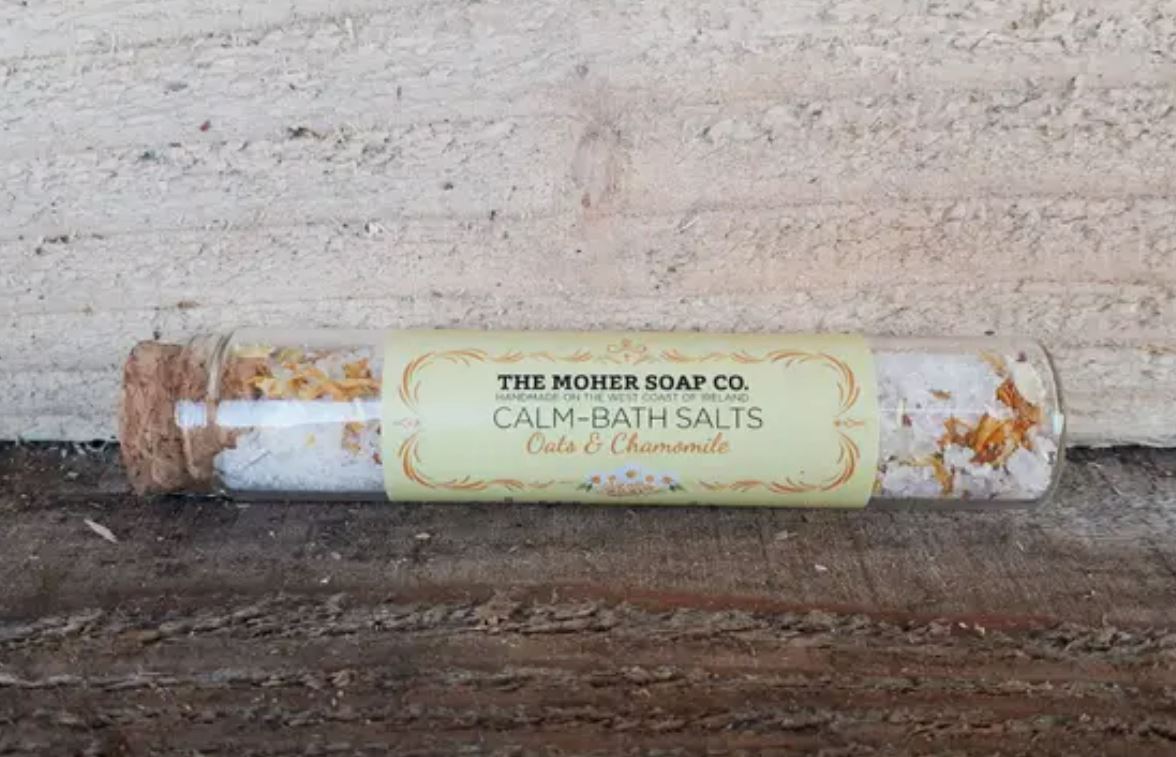 THE MOHER SOAP CO.
HANDMADE ON THE WEST COAST OF IRELAND
CALM-BATH SALTS
Oats & Chamomile